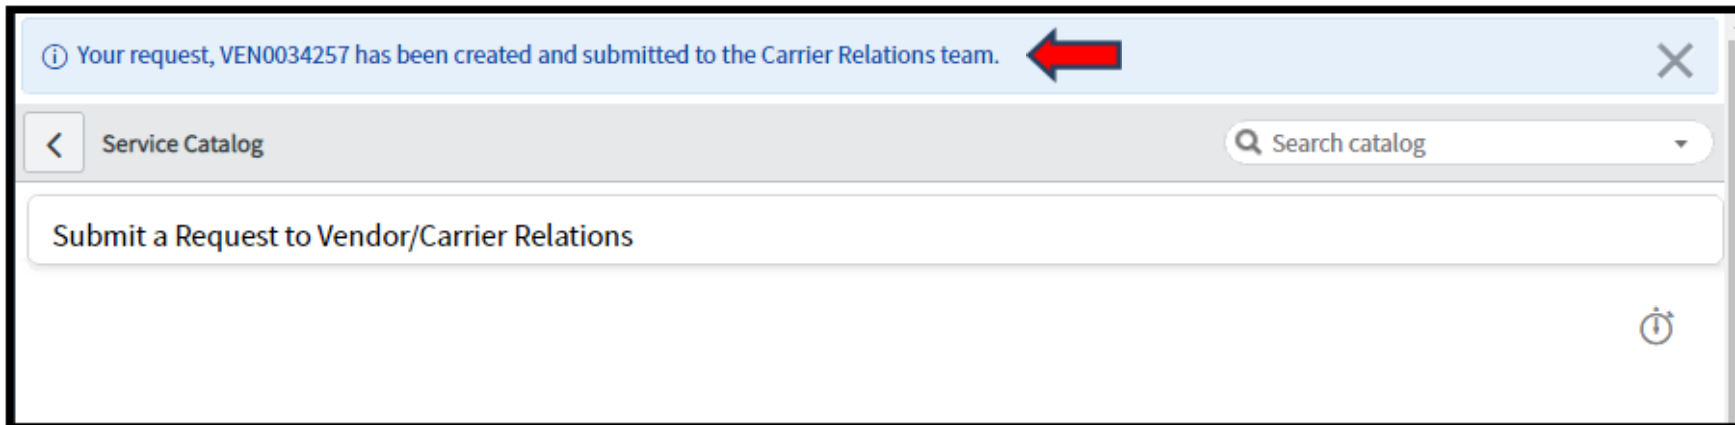 Your request, VEN0034257 has been created and submitted to the Carrier Relations team.
Service Catalog
Search catalog
Submit a Request to Vendor/Carrier Relations